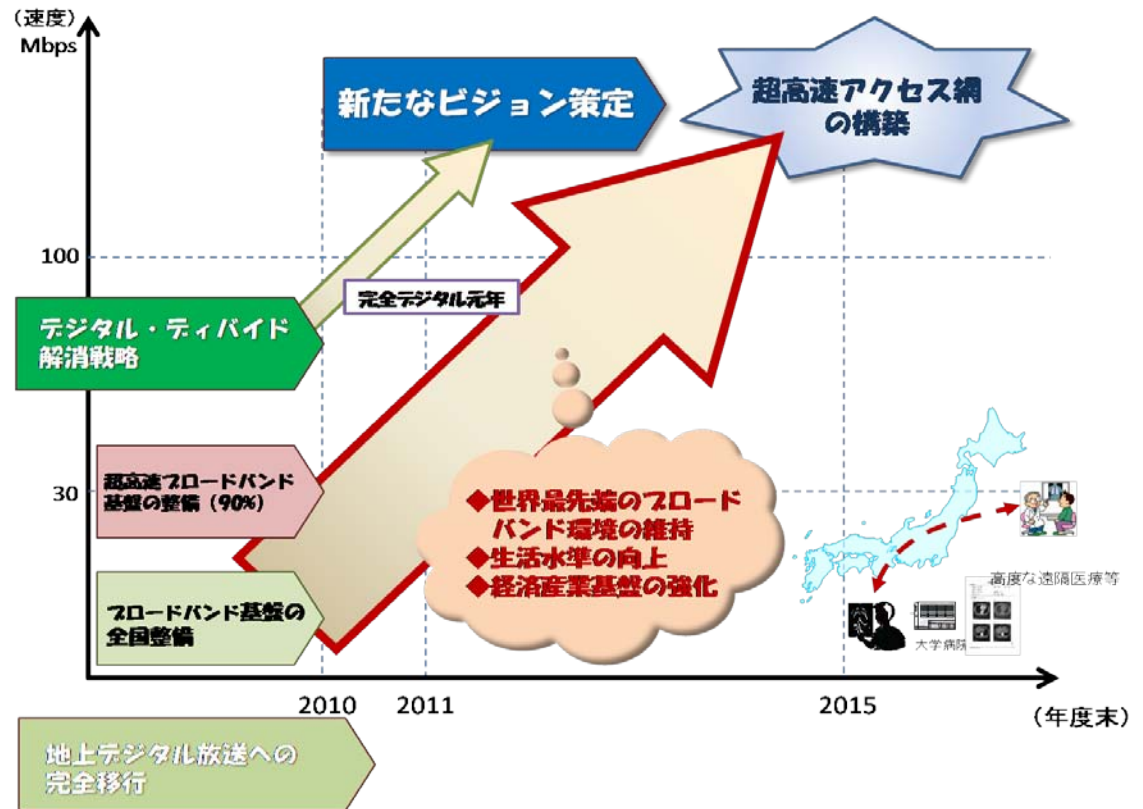 (速度)
Mbps
新たなビジョン策定
超高速アクセス網
の構築
100
完全デジタル元年
デジタル・ディバイド
解消戦略
超高速ブロードバンド
基盤の整備(90%)
30
◆世界最先端のブロード
バンド環境の維持
◆生活水準の向上
◆経済産業基盤の強化
高度な遠隔医療等
ブロードバンド基盤の
全国整備
大学病院
2010
2011
2015
(年度末)
地上デジタル放送への
完全移行